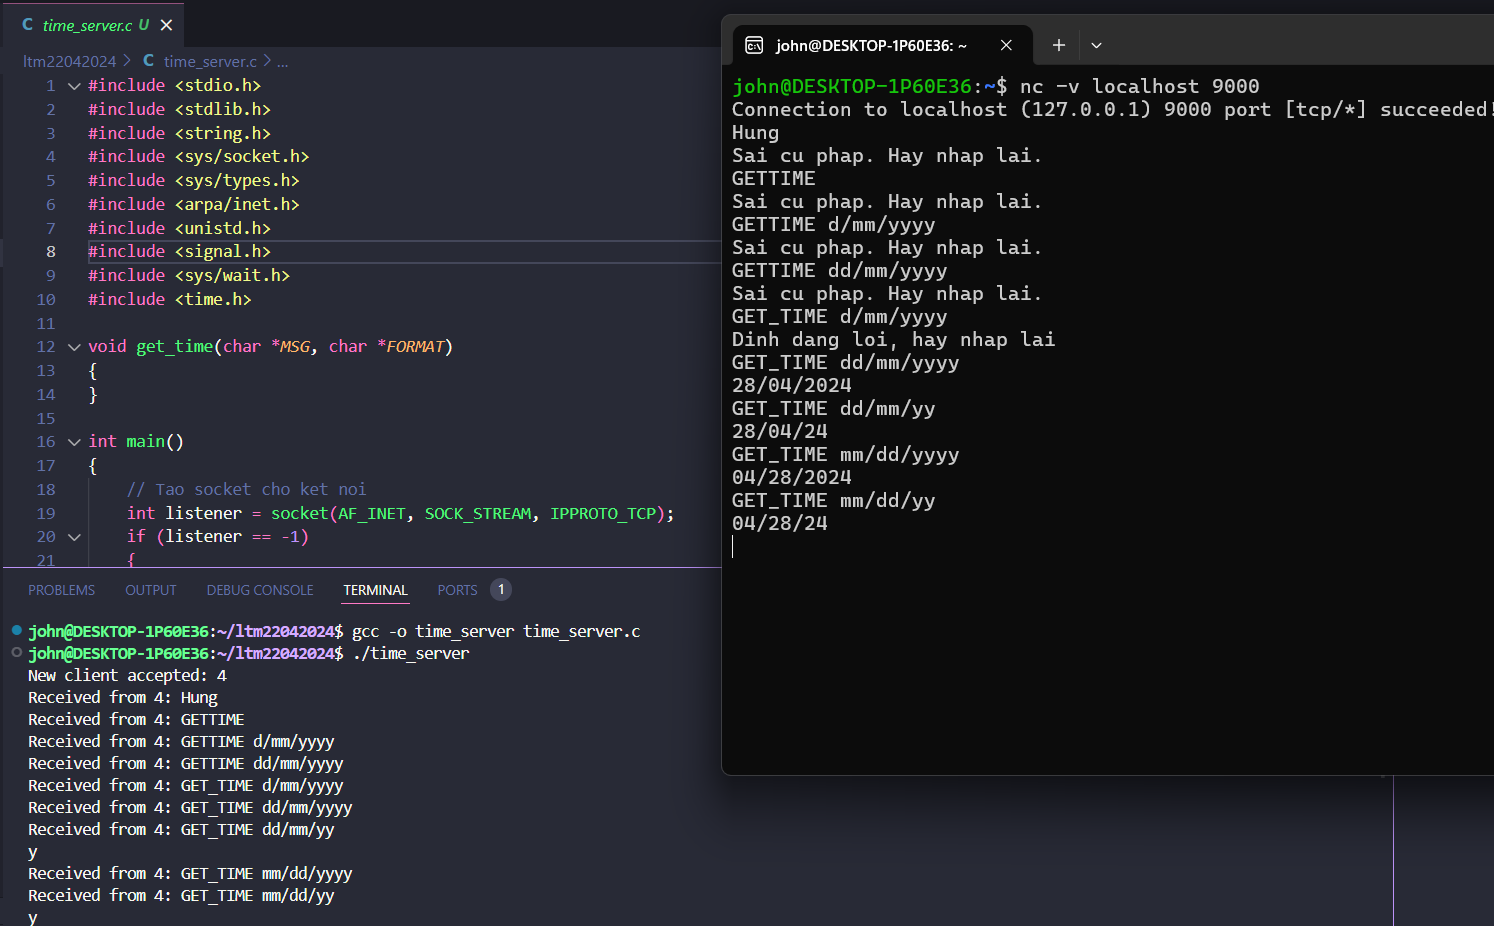 time_server.c U
ltm22042024 > C time_server.c > ...
1 #include <stdio.h>
2 #include <stdlib.h>
3 #include <string.h>
4 #include <sys/socket.h>
5 #include <sys/types.h>
6 #include <arpa/inet.h>
7 #include <unistd.h>
8 #include <signal.h>
9 #include <sys/wait.h>
10 #include <time.h>
11
12 void get_time(char *MSG, char *FORMAT)
13 {
14 }
15
16 int main()
17 {
18 // Tao socket cho ket noi
19 int listener = socket(AF_INET, SOCK_STREAM, IPPROTO_TCP);
20 if (listener == -1)
21 {
PROBLEMS OUTPUT DEBUG CONSOLE TERMINAL PORTS 1
john@DESKTOP-1P60E36:~/ltm22042024$ gcc -o time_server time_server.c
john@DESKTOP-1P60E36:~/ltm22042024$ ./time_server
New client accepted: 4
Received from 4: Hung
Received from 4: GETTIME
Received from 4: GETTIME d/mm/yyyy
Received from 4: GETTIME dd/mm/yyyy
Received from 4: GET_TIME d/mm/yyyy
Received from 4: GET_TIME dd/mm/yyyy
Received from 4: GET_TIME dd/mm/yy
y
Received from 4: GET_TIME mm/dd/yyyy
Received from 4: GET_TIME mm/dd/yy
y
john@DESKTOP-1P60E36: ~
john@DESKTOP-1P60E36:~$ nc -v localhost 9000
Connection to localhost (127.0.0.1) 9000 port [tcp/*] succeeded!
Hung
Sai cu phap. Hay nhap lai.
GETTIME
Sai cu phap. Hay nhap lai.
GETTIME d/mm/yyyy
Sai cu phap. Hay nhap lai.
GETTIME dd/mm/yyyy
Sai cu phap. Hay nhap lai.
GET_TIME d/mm/yyyy
Dinh dang loi, hay nhap lai
GET_TIME dd/mm/yyyy
28/04/2024
GET_TIME dd/mm/yy
28/04/24
GET_TIME mm/dd/yyyy
04/28/2024
GET_TIME mm/dd/yy
04/28/24